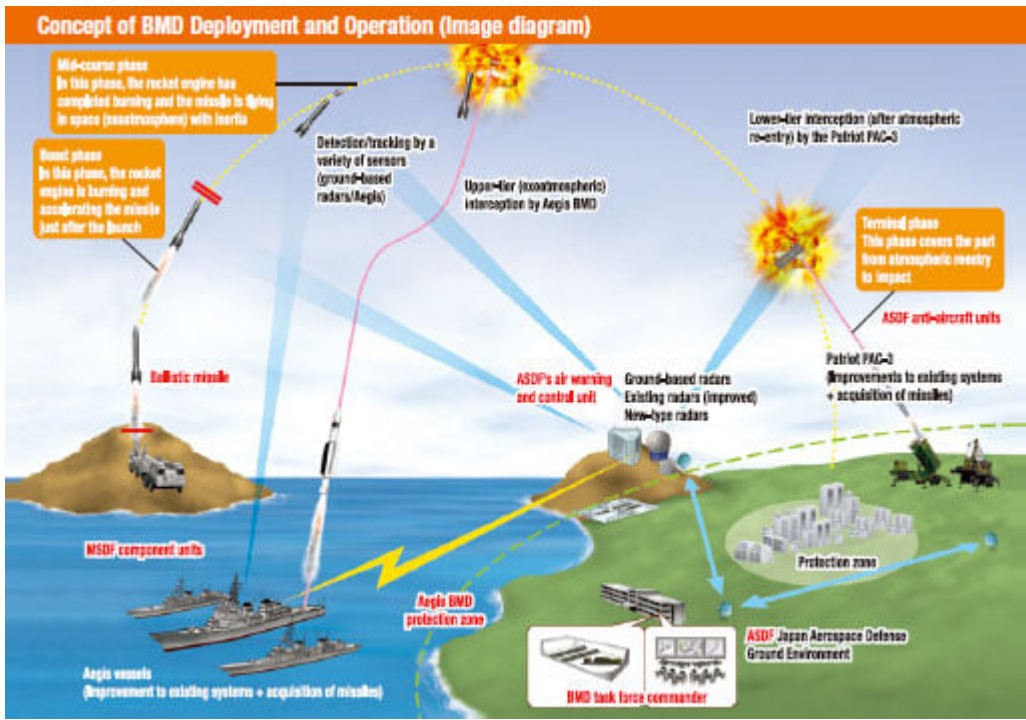 Concept of BMD Deployment and Operation (Image diagram)
Mid-course phase
In this phase, the rocket engine has
completed burning and the missile is flying
in space (exoatmosphere) with inertia
Boost phase
In this phase, the rocket
engine is burning and
accelerating the missile
just after the launch
Detection/tracking by a
variety of sensors
(ground-based
radars/Aegis)
Upper-tier (exoatmospheric)
interception by Aegis BMD
Lower-tier interception (after atmospheric
re-entry) by the Patriot PAC-3
Terminal phase
This phase covers the part
from atmospheric reentry
to impact
ASDF anti-aircraft units
Patriot PAC-3
(Improvements to existing systems
+ acquisition of missiles)
Ballistic missile
ASDF's air warning
and control unit
Ground-based radars
Existing radars (improved)
New-type radars
MSDF component units
Protection zone
Aegis BMD
protection zone
ASDF Japan Aerospace Defense
Ground Environment
Aegis vessels
(Improvement to existing systems + acquisition of missiles)
BMD task force commander